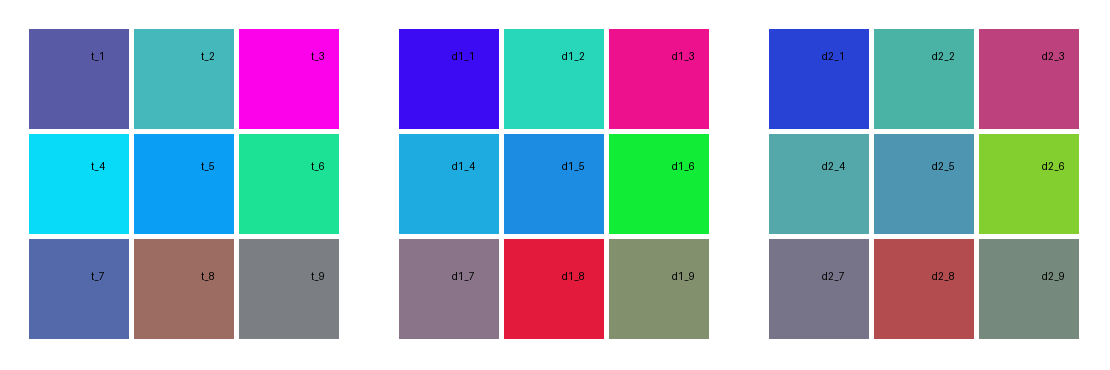 t_1 t_2 t_3 d1_1 d1_2 d1_3 d2_1 d2_2 d2_3
t_4 t_5 t_6 d1_4 d1_5 d1_6 d2_4 d2_5 d2_6
t_7 t_8 t_9 d1_7 d1_8 d1_9 d2_7 d2_8 d2_9